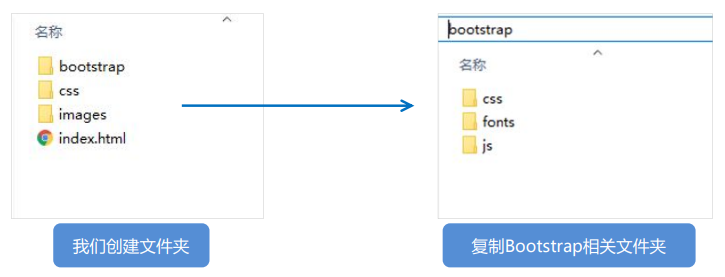 名称
bootstrap
css
images
index.html
我们创建文件夹
bootstrap
名称
css
fonts
js
复制Bootstrap相关文件夹